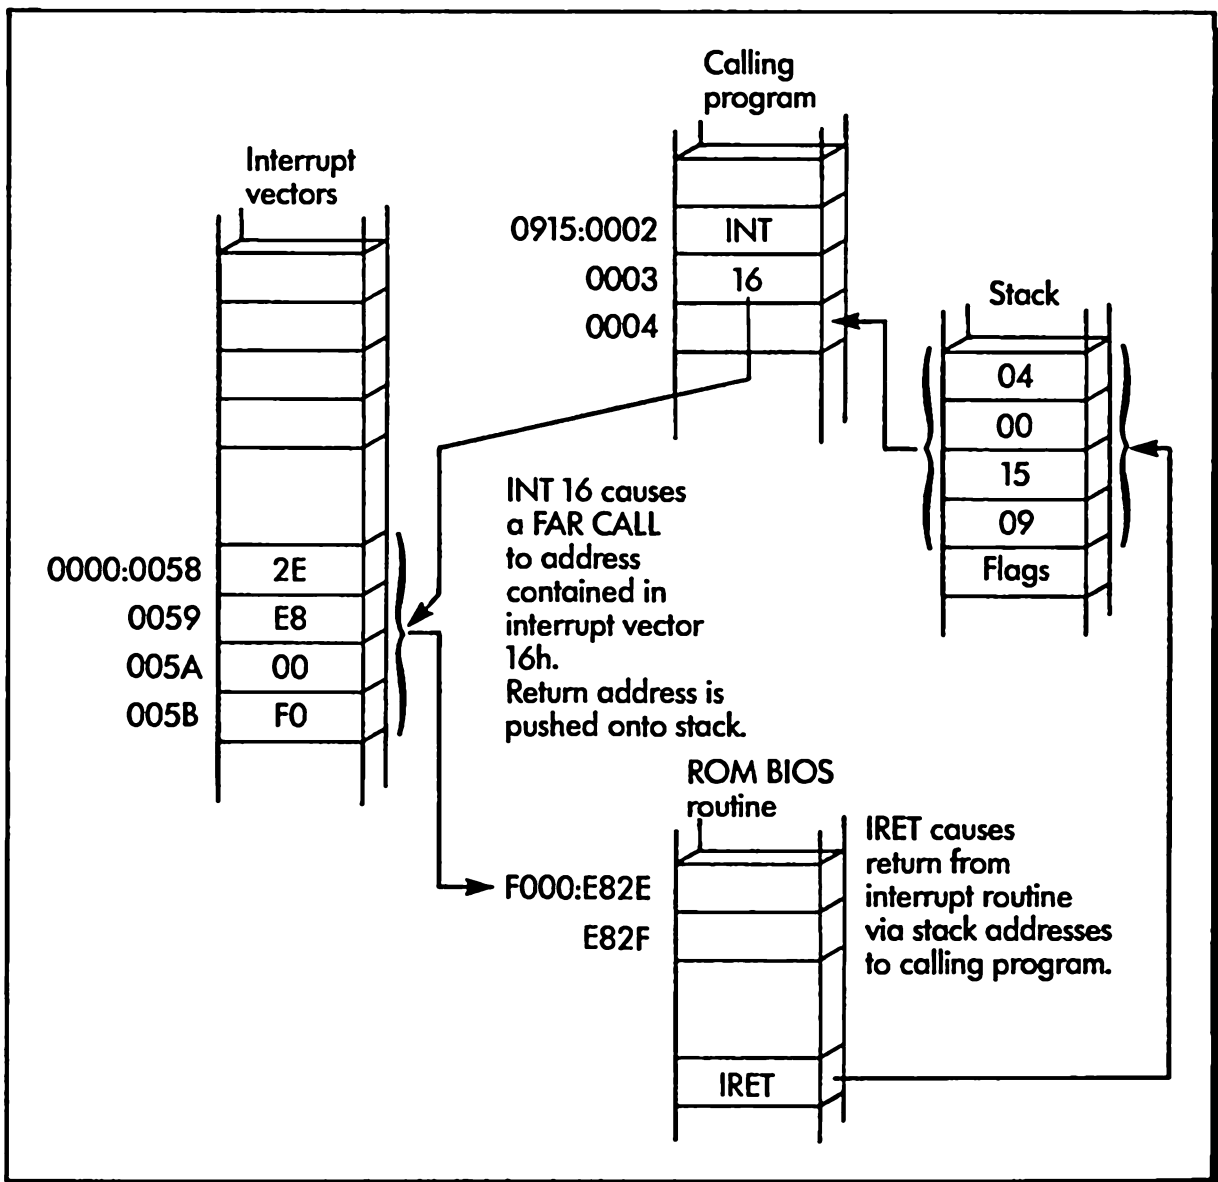 Calling
program
Interrupt
vectors
0915:0002 INT
0003 16
0004
Stack
04
00
15
09
Flags
INT 16 causes
a FAR CALL
to address
contained in
interrupt vector
16h.
Return address is
pushed onto stack.
0000:0058 2E
0059 E8
005A 00
005B F0
ROM BIOS
routine
F000:E82E
E82F
IRET
IRET causes
return from
interrupt routine
via stack addresses
to calling program.